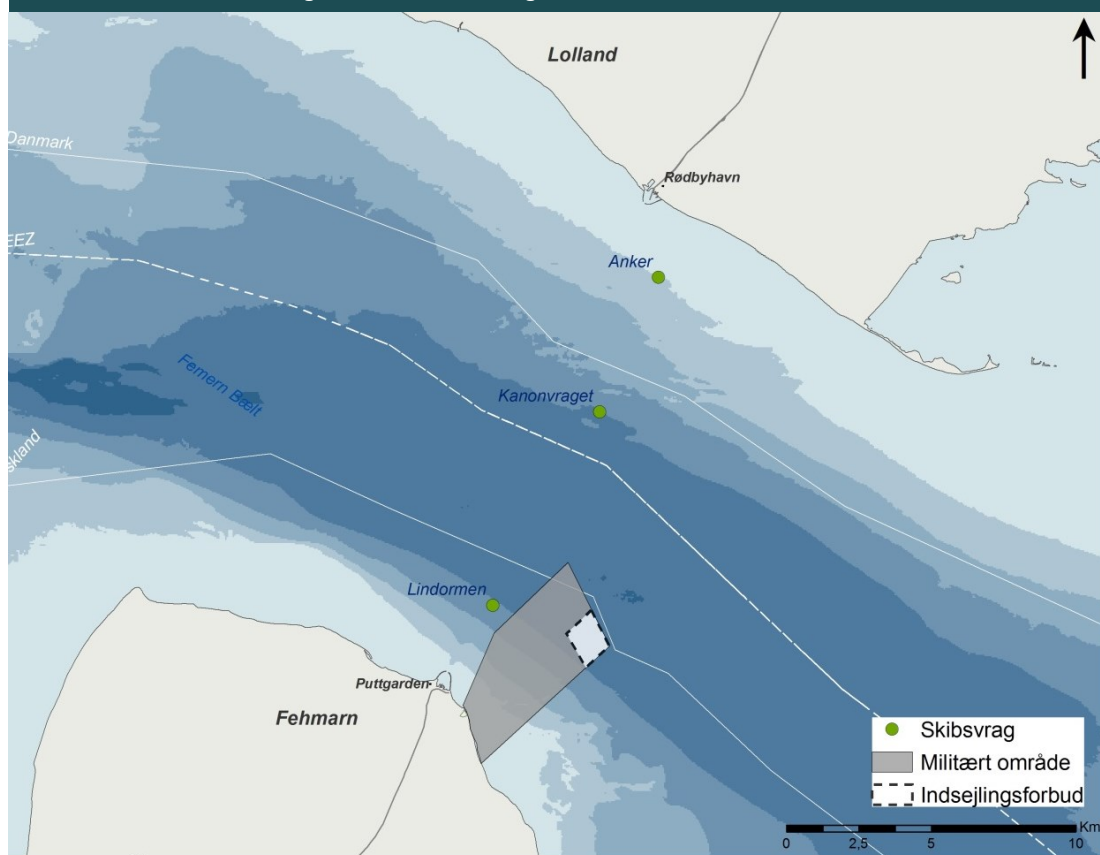 Lolland
Danmark
Rødbyhavn
EEZ
Anker
Femern Bælt
Kanonvraget
skland
Lindormen
Puttgarden
Fehmarn
Skibsvrag
Militært område
Indsejlingsforbud
Km
0 2,5 5 10